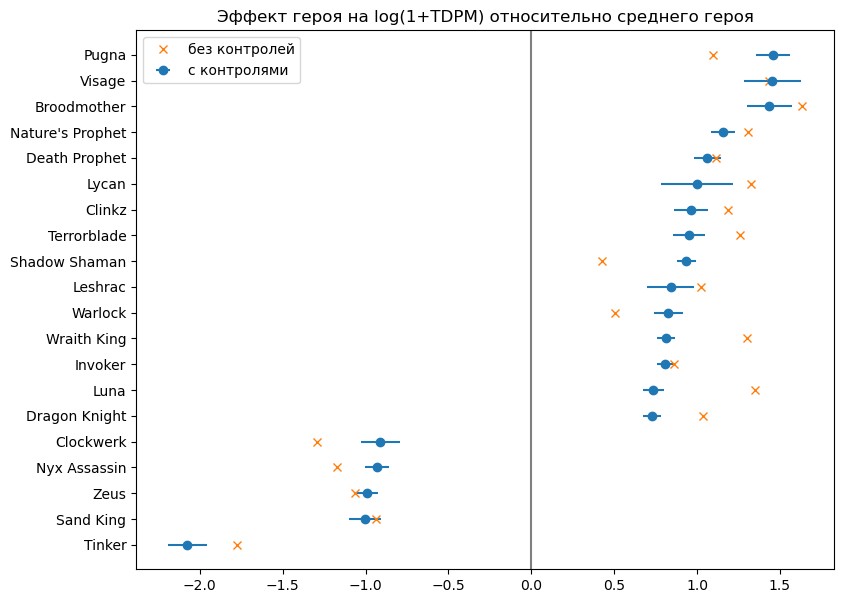 Эффект героя на log(1+TDPM) относительно среднего героя
без контролей
с контролями
Pugna
Visage
Broodmother
Nature's Prophet
Death Prophet
Lycan
Clinkz
Terrorblade
Shadow Shaman
Leshrac
Warlock
Wraith King
Invoker
Luna
Dragon Knight
Clockwerk
Nyx Assassin
Zeus
Sand King
Tinker
−2.0 −1.5 −1.0 −0.5 0.0 0.5 1.0 1.5